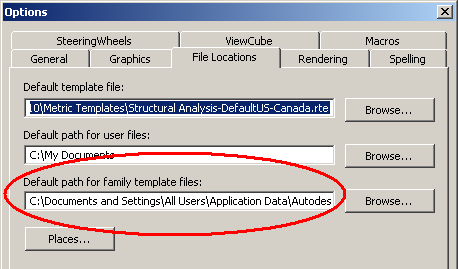 Options
SteeringWheels ViewCube Macros
General Graphics File Locations Rendering Spelling
Default template file:
10\Metric Templates\Structural Analysis-DefaultUS-Canada.rte Browse...
Default path for user files:
C:\My Documents Browse...
Default path for family template files:
C:\Documents and Settings\All Users\Application Data\Autodes Browse...
Places...